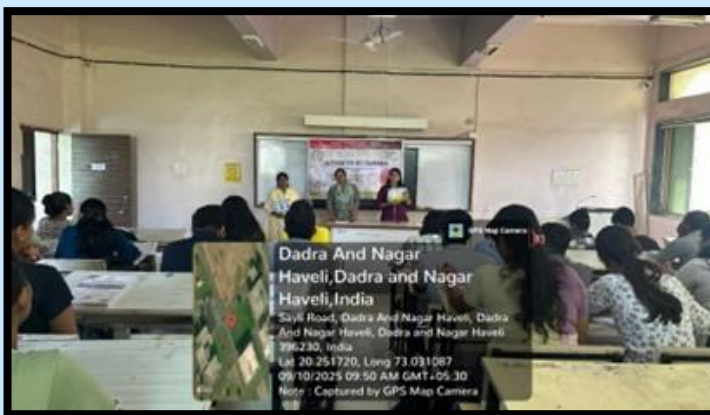 GPS Map Camera
Dadra And Nagar
Haveli,Dadra and Nagar
Haveli,India
Sayli Road, Dadra And Nagar Haveli, Dadra
And Nagar Haveli, Dadra and Nagar Haveli
396230, India
Lat 20.251720, Long 73.031087
09/10/2025 09:50 AM GMT+05:30
Note : Captured by GPS Map Camera